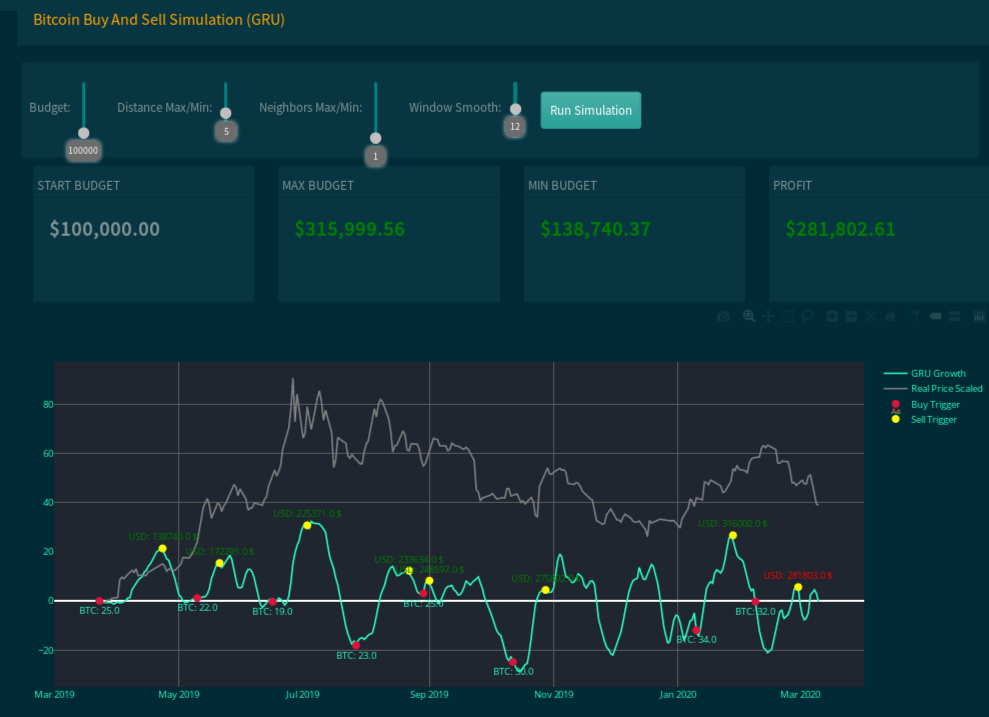 Bitcoin Buy And Sell Simulation (GRU)
Budget: Distance Max/Min: Neighbors Max/Min: Window Smooth: Run Simulation
100000 5 1 12
START BUDGET MAX BUDGET MIN BUDGET PROFIT
$100,000.00 $315,999.56 $138,740.37 $281,802.61
GRU Growth
Real Price Scaled
Buy Trigger
Aa
Sell Trigger
80
60
40
20
0
−20
USD: 225371.0 $
USD: 316000.0 $
USD: 138740.0 $
USD: 172201.0 $
USD: 233634.0 $
248597.0 $
USD:
USD: 281803.0 $
BTC: 25.0
BTC: 22.0
BTC: 19.0
BTC: 25.0
BTC: 32.0
BTC: 34.0
BTC: 23.0
BTC:
Mar 2019 May 2019 Jul 2019 Sep 2019 Nov 2019 Jan 2020 Mar 2020